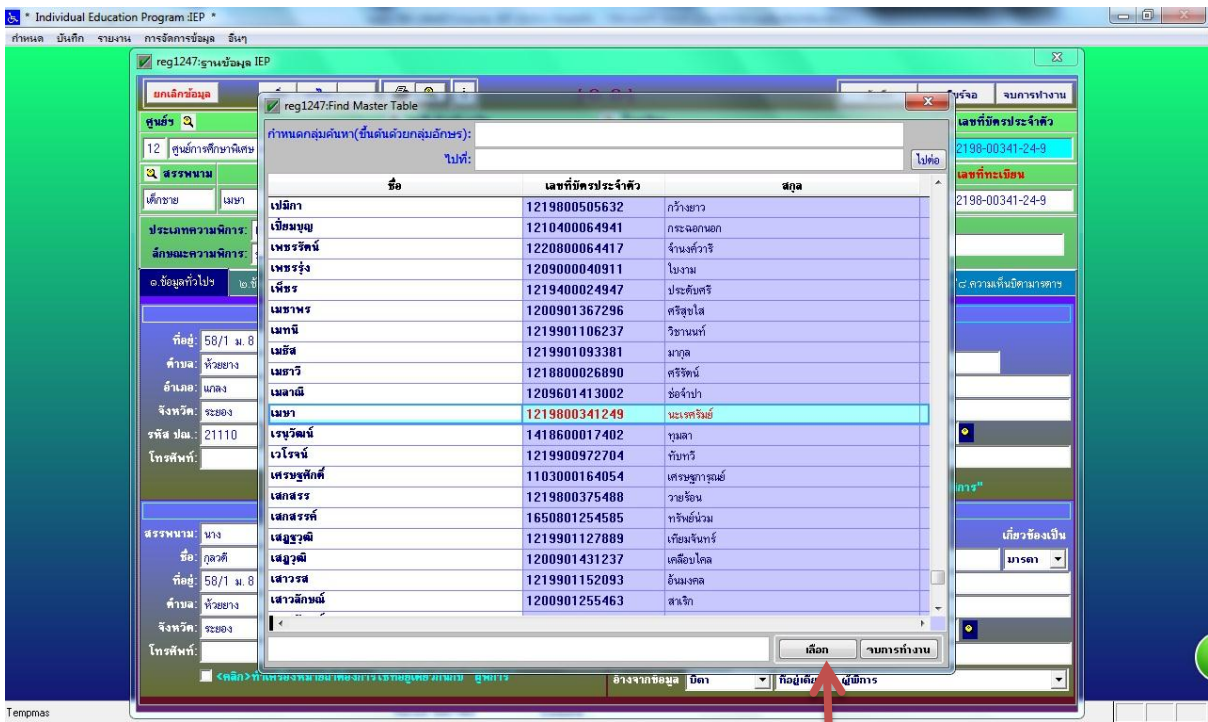 * Individual Education Program :IEP *
กำหนด บันทึก รายงาน การจัดการข้อมูล อื่นๆ
reg1247:ฐานข้อมูล IEP
ยกเลิกข้อมูล
จบการทำงาน
reg1247:Find Master Table
ศูนย์ฯ
เลขที่บัตรประจำตัว
กำหนดกลุ่มค้นหา(ขึ้นต้นด้วยกลุ่มอักษร):
12 ศูนย์การศึกษาพิเศษ
2198-00341-24-9
ไปที่:
ไปต่อ
สรรพนาม
เลขที่ทะเบียน
ชื่อ เลขที่บัตรประจำตัว สกุล
เด็กชาย เมษา
2198-00341-24-9
เปมิกา 1219800505632 กว้างยาว
เปี่ยมบุญ 1210400064941 กระฉอกนอก
เพชรรัตน์ 1220800064417 จำนงค์วารี
เพชรรุ่ง 1209000040911 ใบงาม
เพ็ชร 1219400024947 ประดับศรี
เมธาพร 1200901367296 ศรีสุขใส
เมทนี 1219901106237 วิชานนท์
เมธัส 1219901093381 มากุล
เมธาวี 1218800026890 ศรีรัตน์
เมลาณี 1209601413002 ช่อจำปา
เมษา 1219800341249 นะเรศรัมย์
เรนุวัฒน์ 1418600017402 ทุมลา
เวโรจน์ 1219900972704 ทับทวี
เศรษฐศักดิ์ 1103000164054 เศรษฐการุณย์
เสกสรร 1219800375488 วายร้อน
เสกสรรค์ 1650801254585 ทรัพย์น่วม
เสฎฐวุฒิ 1219901127889 เทียมจันทร์
เสฎวุฒิ 1200901431237 เคลือบไคล
เสาวรส 1219901152093 อ้นมงคล
เสาวลักษณ์ 1200901255463 สาเริก
เลือก จบการทำงาน
ประเภทความพิการ:
ลักษณะความพิการ:
๑.ข้อมูลทั่วไปฯ
๘.ความเห็นบิดามารดาฯ
ที่อยู่: 58/1 ม. 8
ตำบล: ห้วยยาง
อำเภอ: แกลง
จังหวัด: ระยอง
รหัส ปณ.: 21110
โทรศัพท์:
สรรพนาม: นาง
เกี่ยวข้องเป็น
ชื่อ: กุลวดี
มารดา
ที่อยู่: 58/1 ม. 8
ตำบล: ห้วยยาง
จังหวัด: ระยอง
โทรศัพท์:
อ้างจากข้อมูล บิดา
Tempmas